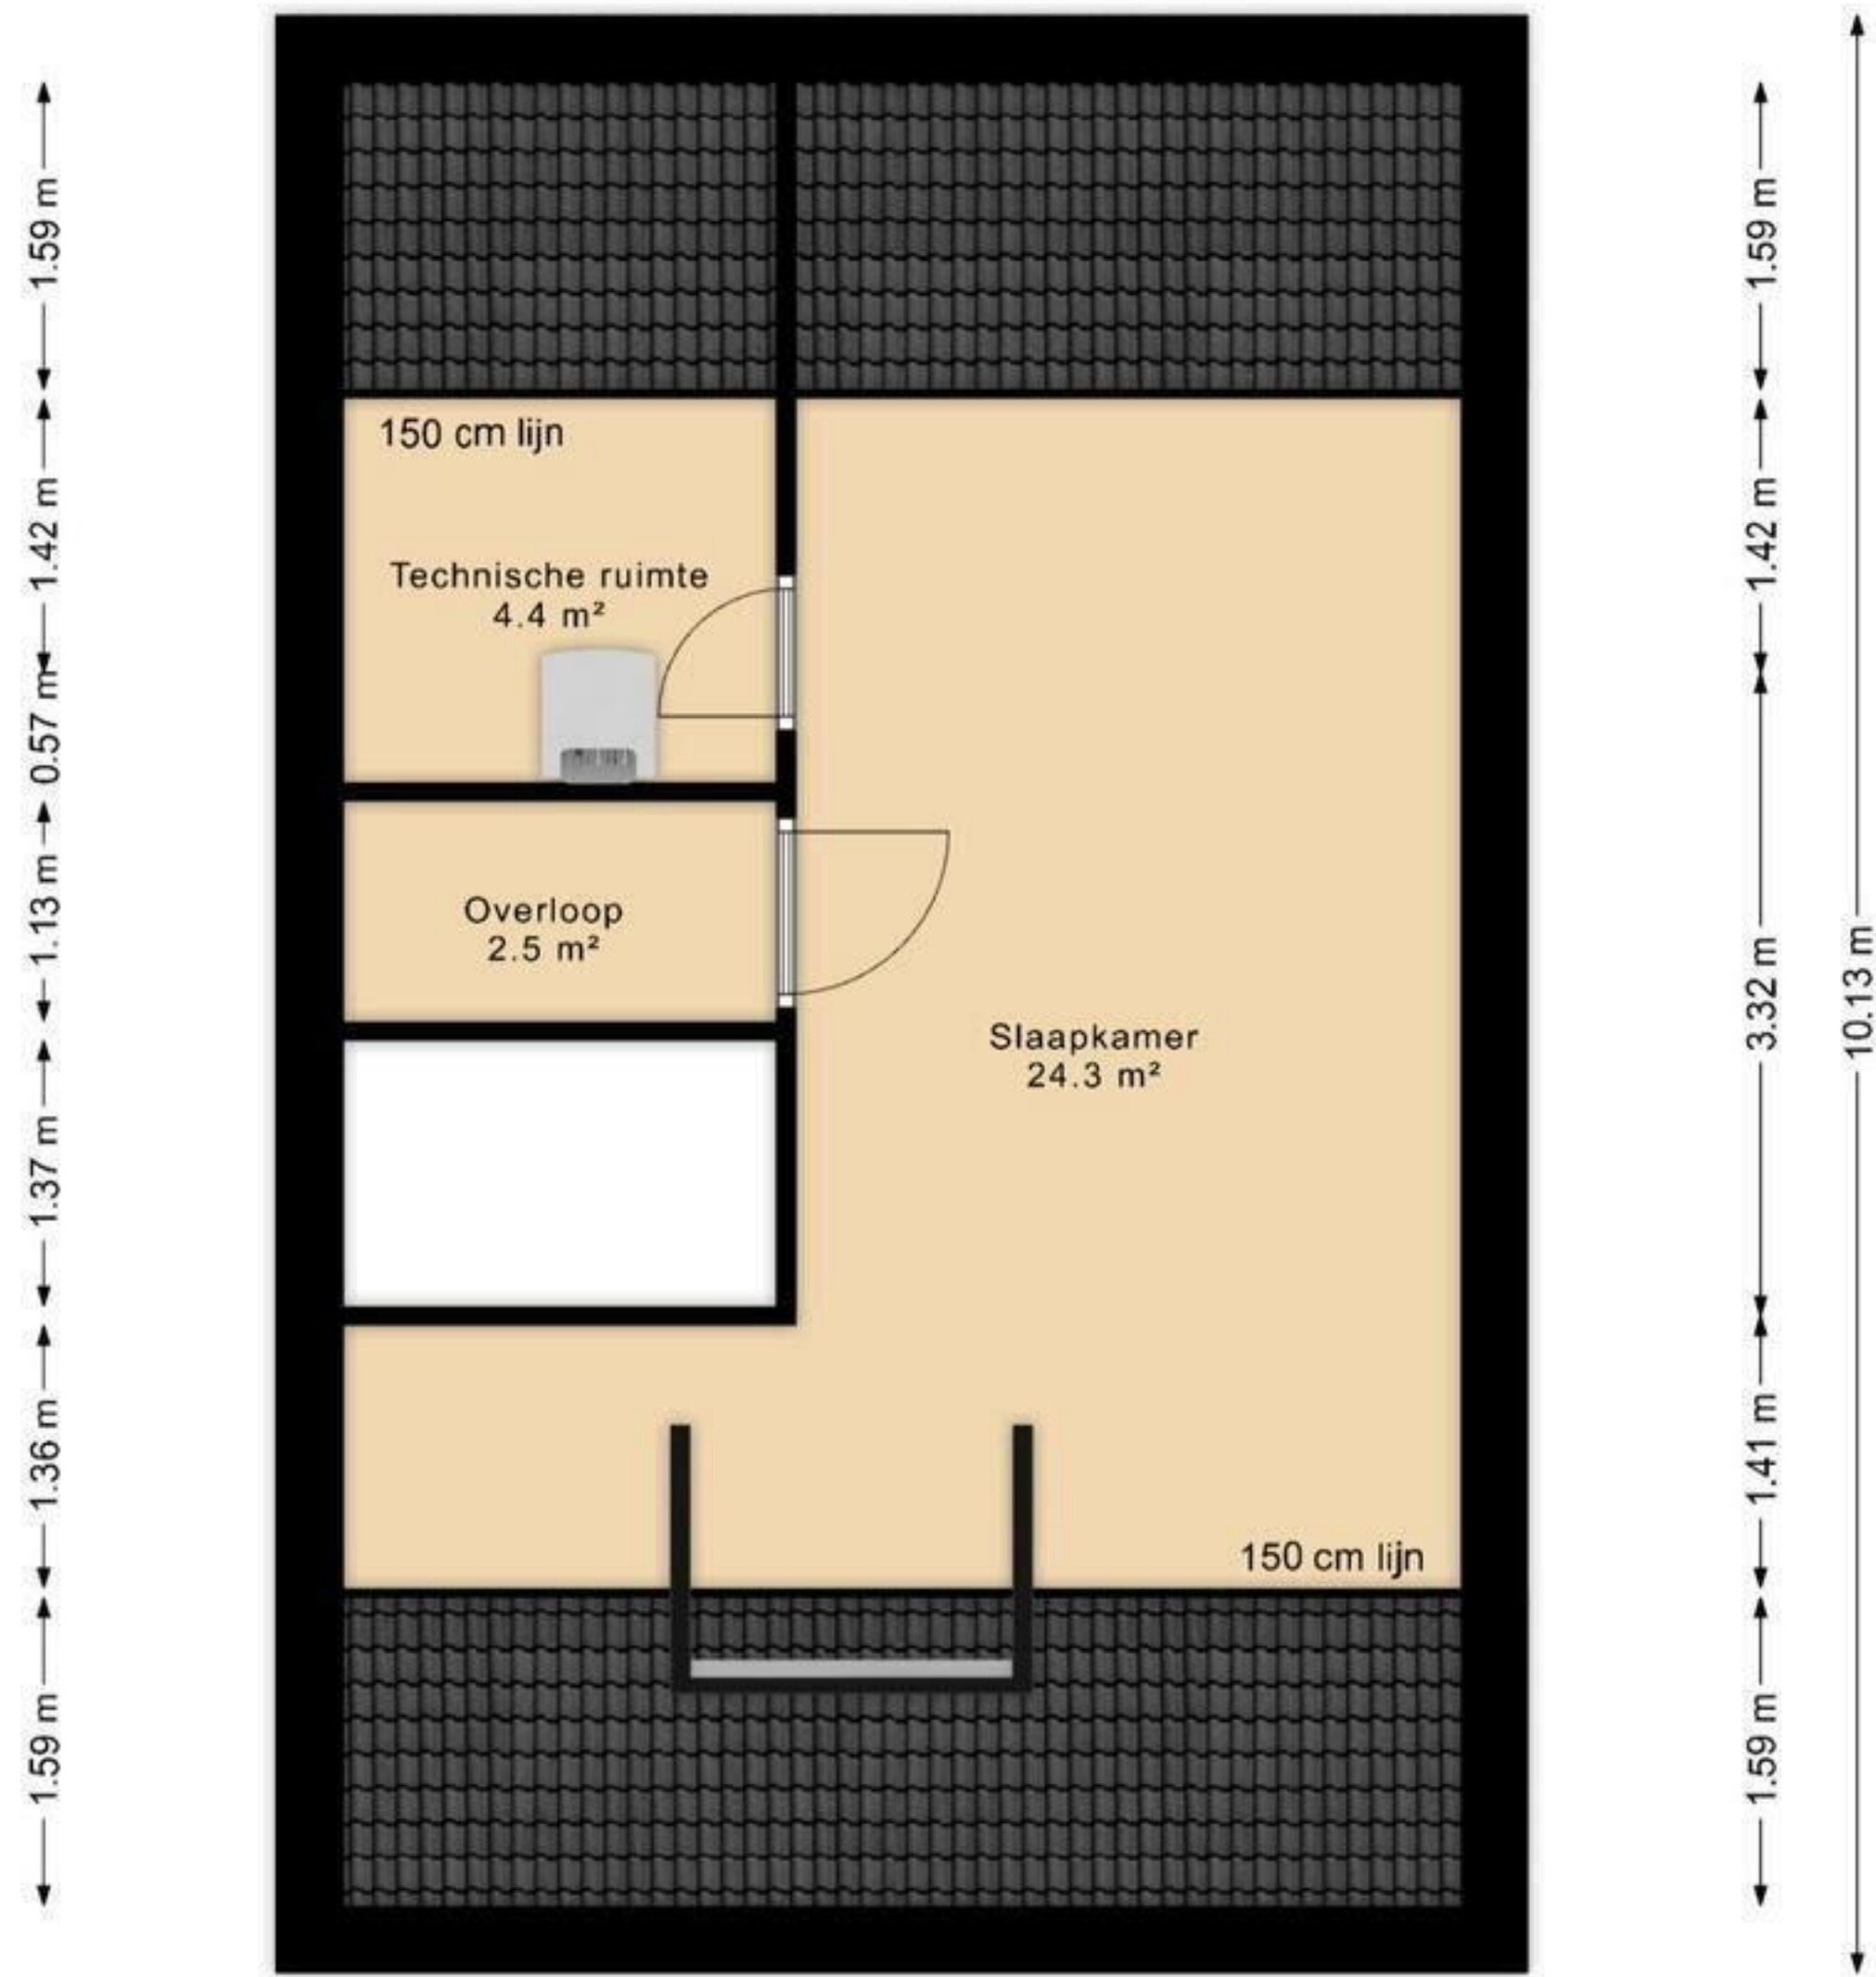 1.59 m
1.42 m
0.57 m
1.13 m
1.37 m
1.36 m
1.59 m
150 cm lijn
Technische ruimte
4.4 m²
Overloop
2.5 m²
Slaapkamer
24.3 m²
150 cm lijn
1.59 m
1.42 m
3.32 m
1.41 m
1.59 m
10.13 m